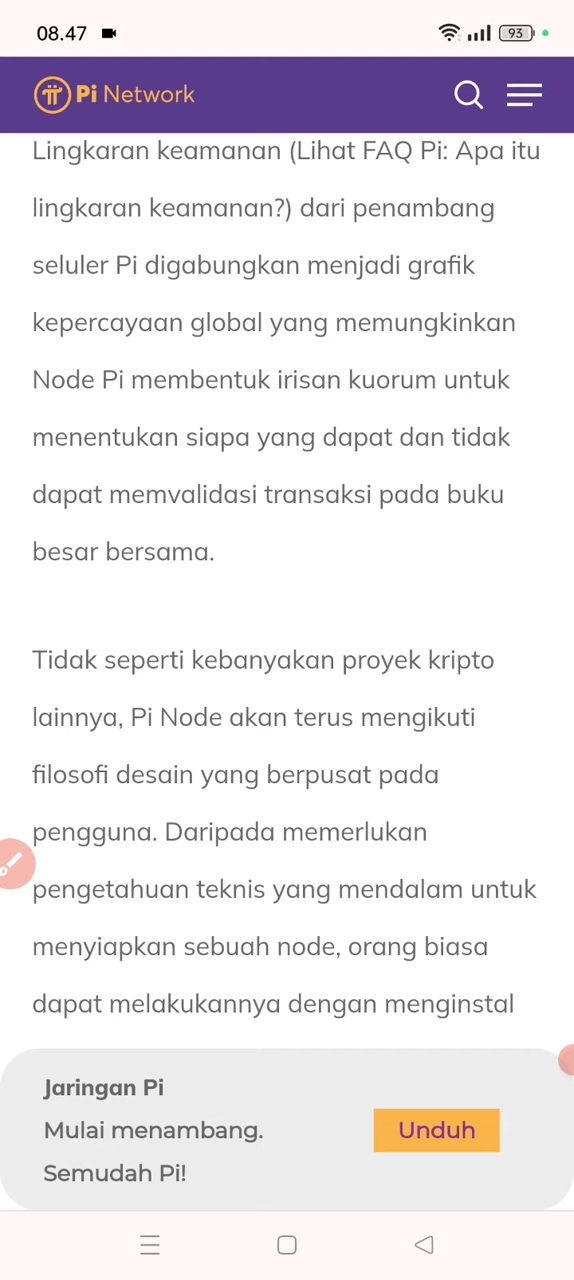 08.47
93
Pi Network
Lingkaran keamanan (Lihat FAQ Pi: Apa itu
lingkaran keamanan?) dari penambang
seluler Pi digabungkan menjadi grafik
kepercayaan global yang memungkinkan
Node Pi membentuk irisan kuorum untuk
menentukan siapa yang dapat dan tidak
dapat memvalidasi transaksi pada buku
besar bersama.
Tidak seperti kebanyakan proyek kripto
lainnya, Pi Node akan terus mengikuti
filosofi desain yang berpusat pada
pengguna. Daripada memerlukan
pengetahuan teknis yang mendalam untuk
menyiapkan sebuah node, orang biasa
dapat melakukannya dengan menginstal
Jaringan Pi
Mulai menambang.
Semudah Pi!
Unduh